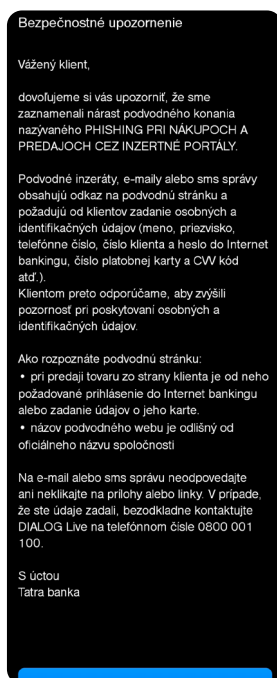 Bezpečnostné upozornenie
Vážený klient,
dovoľujeme si vás upozorniť, že sme
zaznamenali nárast podvodného konania
nazývaného PHISHING PRI NÁKUPOCH A
PREDAJOCH CEZ INZERTNÉ PORTÁLY.
Podvodné inzeráty, e-maily alebo sms správy
obsahujú odkaz na podvodnú stránku a
požadujú od klientov zadanie osobných a
identifikačných údajov (meno, priezvisko,
telefónne číslo, číslo klienta a heslo do Internet
bankingu, číslo platobnej karty a CVV kód
atď.).
Klientom preto odporúčame, aby zvýšili
pozornosť pri poskytovaní osobných a
identifikačných údajov.
Ako rozpoznáte podvodnú stránku:
• pri predaji tovaru zo strany klienta je od neho
požadované prihlásenie do Internet bankingu
alebo zadanie údajov o jeho karte.
• názov podvodného webu je odlišný od
oficiálneho názvu spoločnosti
Na e-mail alebo sms správu neodpovedajte
ani neklikajte na prílohy alebo linky. V prípade,
že ste údaje zadali, bezodkladne kontaktujte
DIALOG Live na telefónnom čísle 0800 001
100.
S úctou
Tatra banka